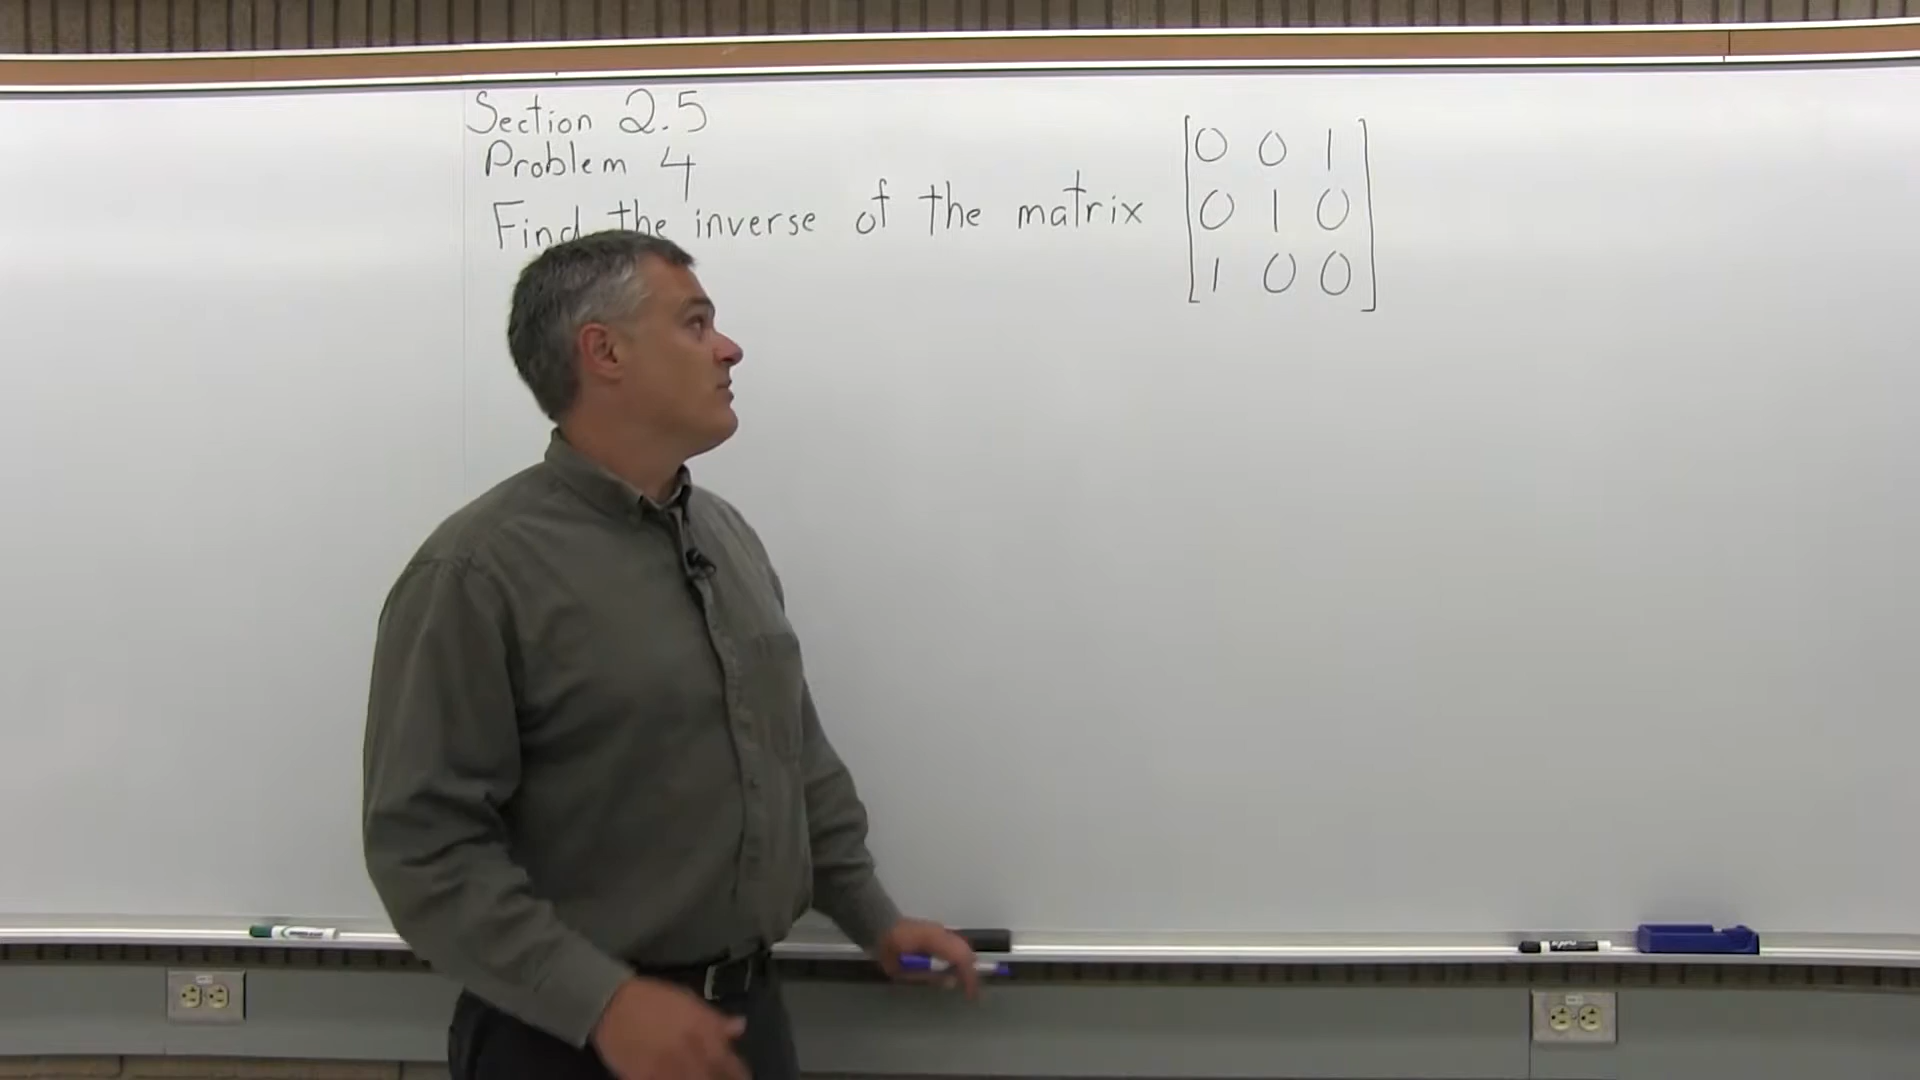 Section 2.5
Problem 4
Find the inverse of the matrix
0 0 1
0 1 0
1 0 0